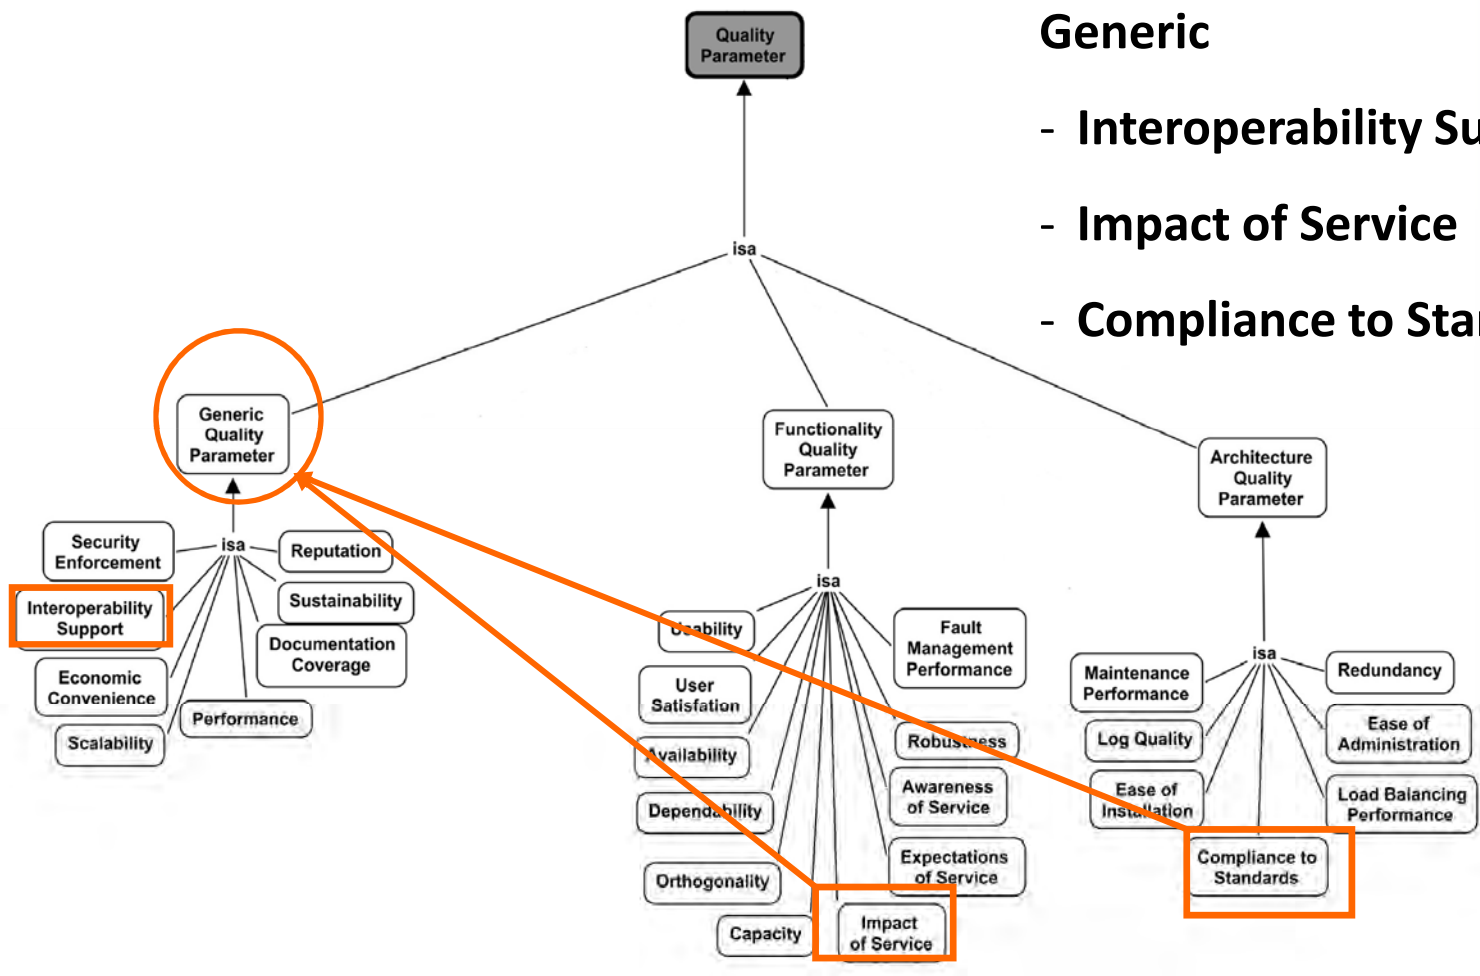 Quality
Parameter
Generic
- Interoperability Su
- Impact of Service
- Compliance to Sta
isa
Generic
Quality
Parameter
Functionality
Quality
Parameter
Architecture
Quality
Parameter
isa
Security
Enforcement
Reputation
Interoperability
Support
Sustainability
Documentation
Coverage
Economic
Convenience
Performance
Scalability
isa
Usability
Fault
Management
Performance
User
Satisfation
Availability
Robustness
Dependability
Awareness
of Service
Orthogonality
Expectations
of Service
Capacity
Impact
of Service
isa
Maintenance
Performance
Redundancy
Log Quality
Ease of
Administration
Ease of
Installation
Load Balancing
Performance
Compliance to
Standards